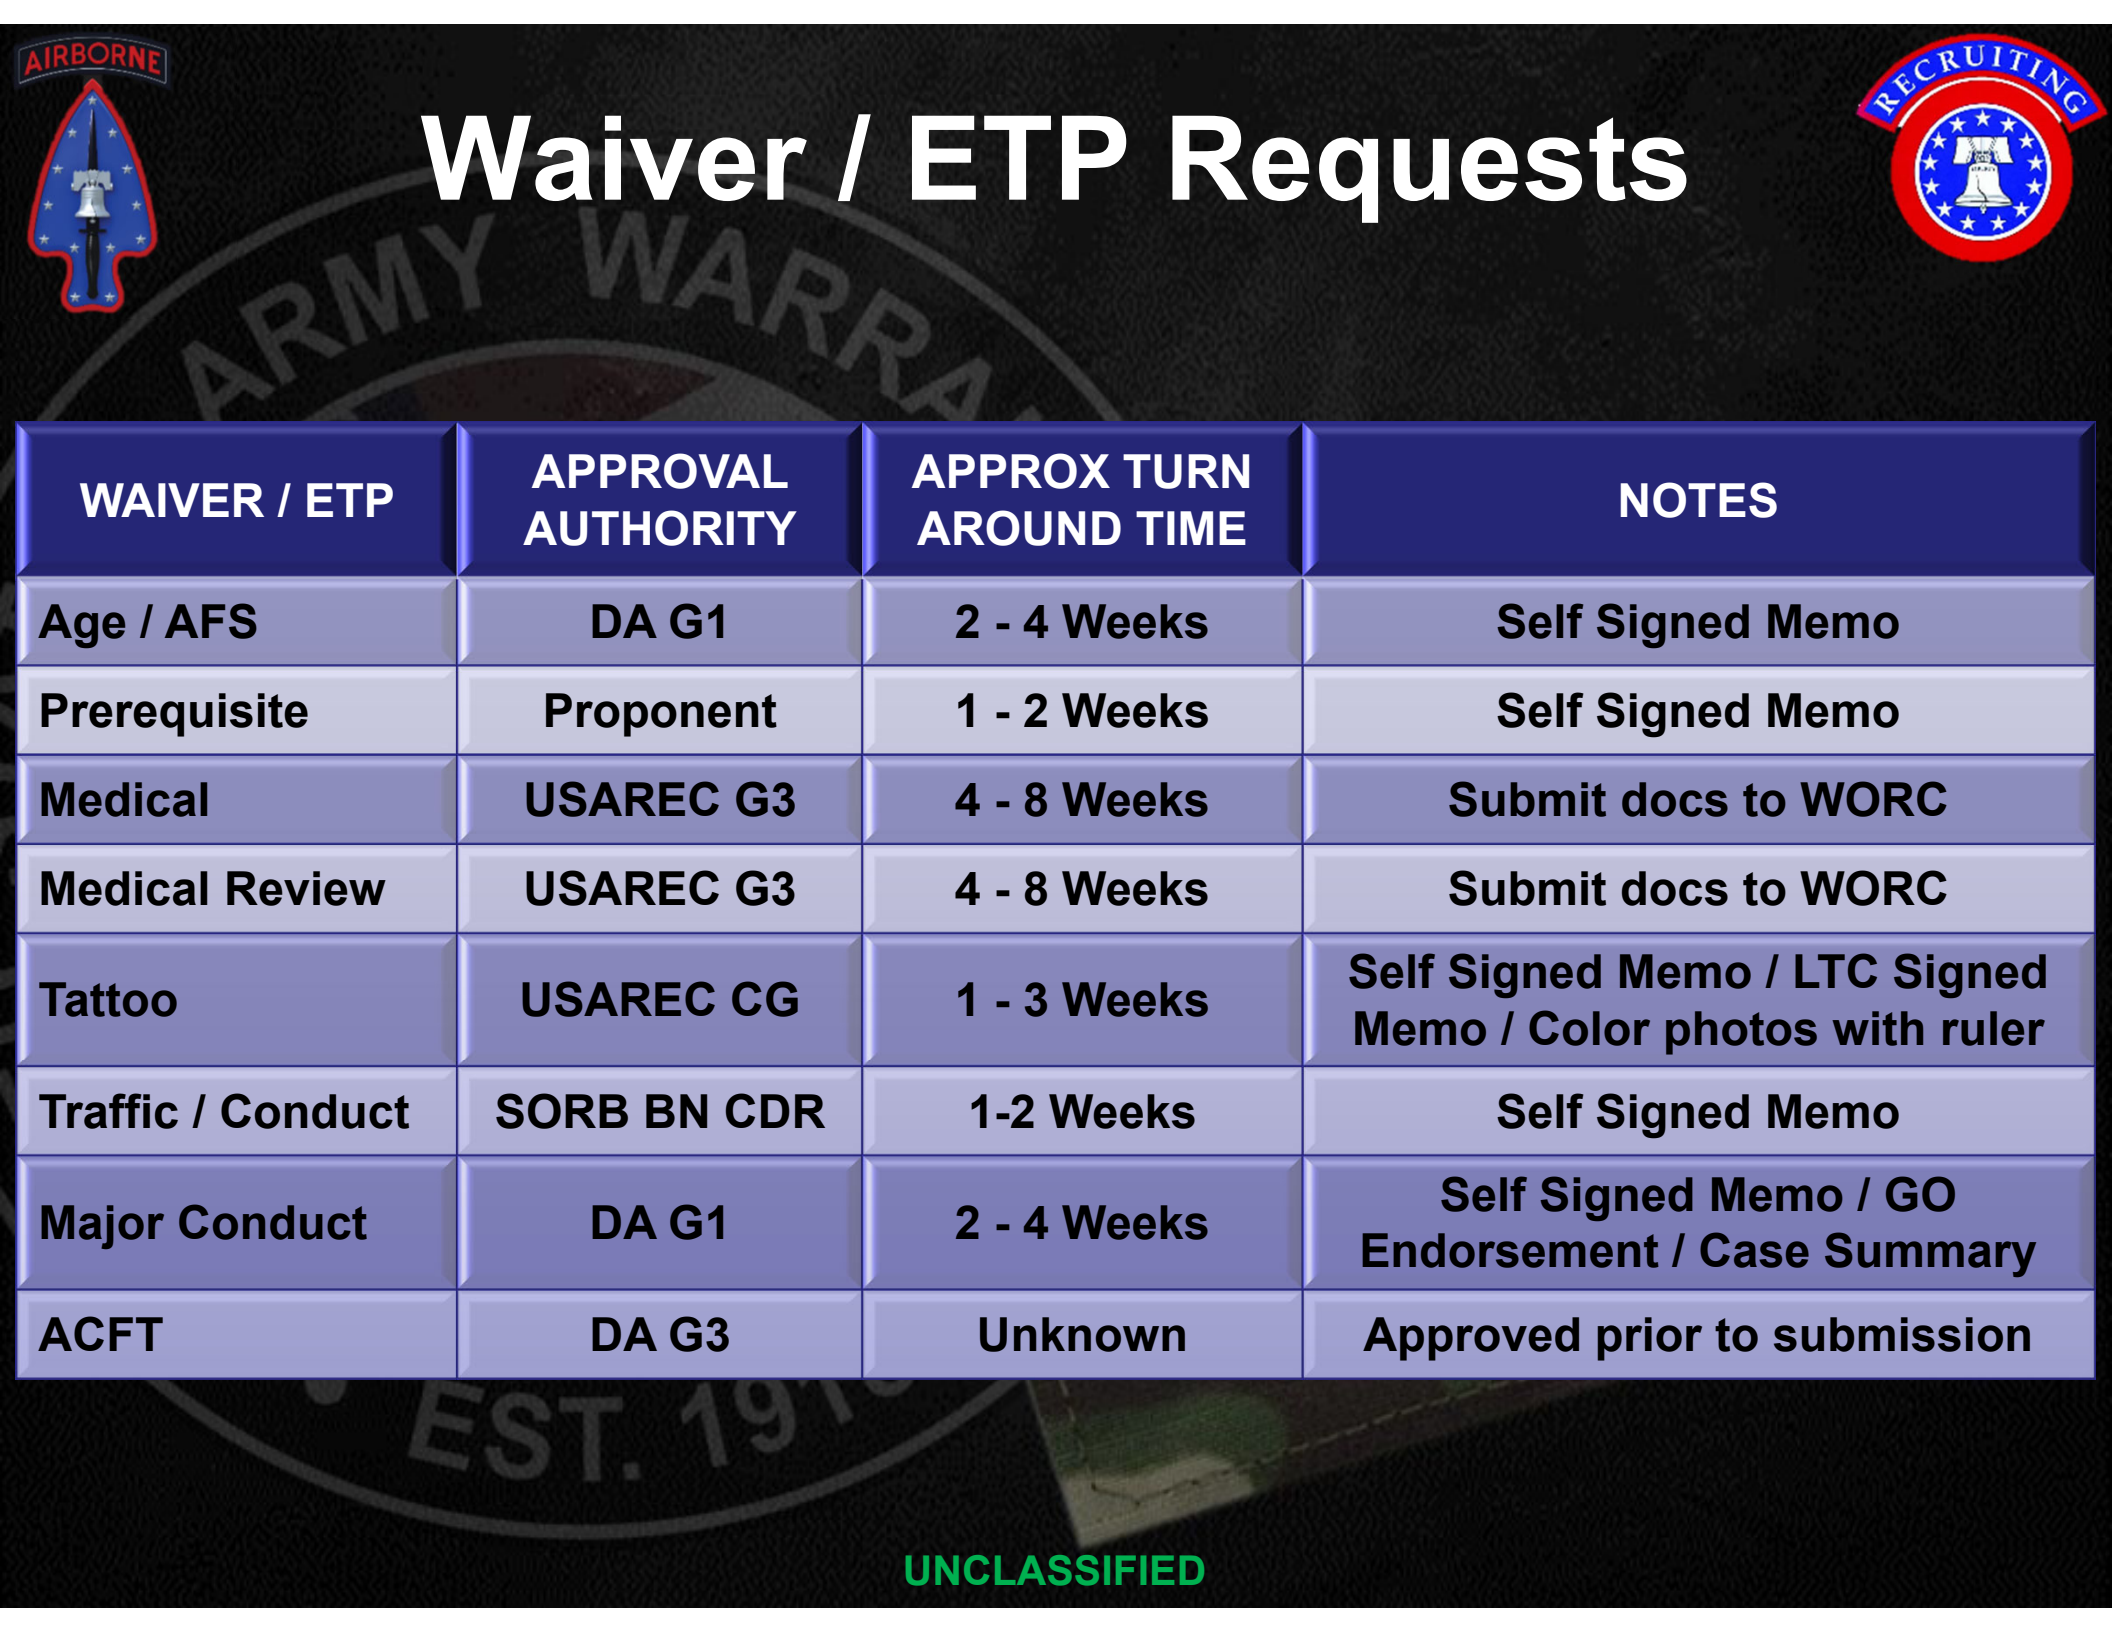 AIRBORNE
RECRUITING
Waiver / ETP Requests
ARMY WARRA
WAIVER / ETP
APPROVAL
AUTHORITY
APPROX TURN
AROUND TIME
NOTES
Age / AFS
DA G1
2 - 4 Weeks
Self Signed Memo
Prerequisite
Proponent
1 - 2 Weeks
Self Signed Memo
Medical
USAREC G3
4 - 8 Weeks
Submit docs to WORC
Medical Review
USAREC G3
4 - 8 Weeks
Submit docs to WORC
Tattoo
USAREC CG
1 - 3 Weeks
Self Signed Memo / LTC Signed
Memo / Color photos with ruler
Traffic / Conduct
SORB BN CDR
1-2 Weeks
Self Signed Memo
Major Conduct
DA G1
2 - 4 Weeks
Self Signed Memo / GO
Endorsement / Case Summary
ACFT
DA G3
Unknown
Approved prior to submission
EST. 191
UNCLASSIFIED